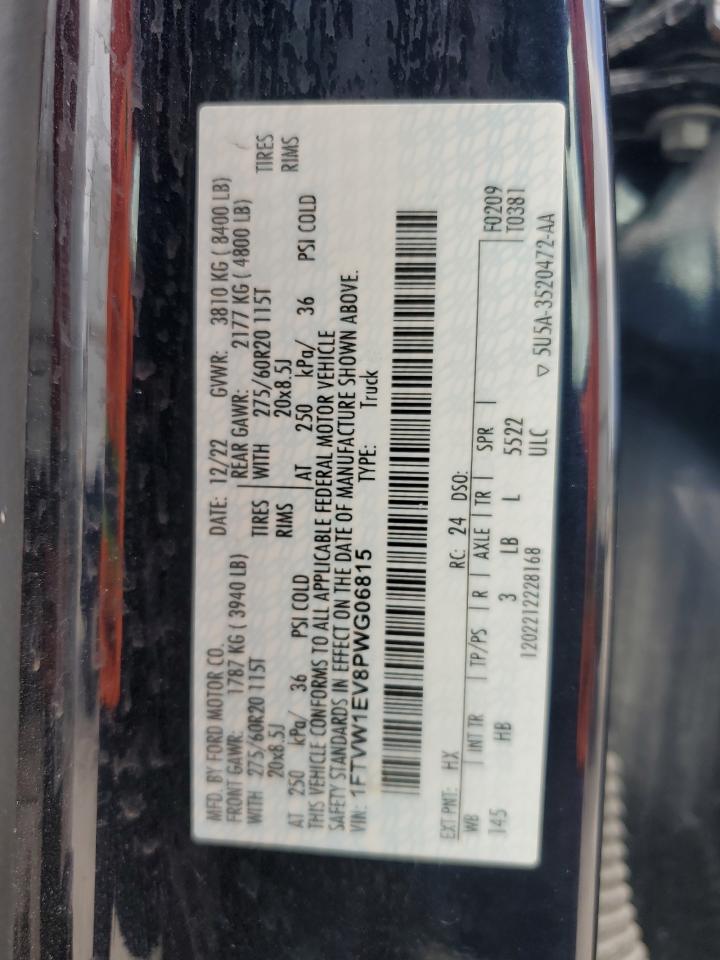 MFD. BY FORD MOTOR CO.
DATE: 12/22 GVWR: 3810 KG ( 8400 LB)
FRONT GAWR: 1787 KG ( 3940 LB) REAR GAWR: 2177 KG ( 4800 LB)
WITH 275/60R20 115T TIRES WITH 275/60R20 115T TIRES
20x8.5J RIMS 20x8.5J RIMS
AT 250 kPa/ 36 PSI COLD AT 250 kPa/ 36 PSI COLD
THIS VEHICLE CONFORMS TO ALL APPLICABLE FEDERAL MOTOR VEHICLE
SAFETY STANDARDS IN EFFECT ON THE DATE OF MANUFACTURE SHOWN ABOVE.
VIN: 1FTVW1EV8PWG06815 TYPE: Truck
EXT PNT: HX RC: 24 DSO:
WB INT TR TP/PS R AXLE TR SPR F0209
145 HB 3 LB L 5522 T0381
1202212228168 ULC ▽ 5U5A-3520472-AA